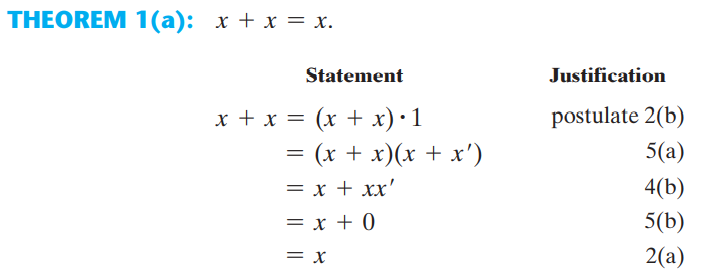 THEOREM 1(a): x + x = x.
Statement Justification
x + x = (x + x) · 1 postulate 2(b)
= (x + x)(x + x′) 5(a)
= x + xx′ 4(b)
= x + 0 5(b)
= x 2(a)